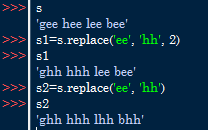 >>> s
'gee hee lee bee'
>>> s1=s.replace('ee', 'hh', 2)
>>> s1
'ghh hhh lee bee'
>>> s2=s.replace('ee', 'hh')
>>> s2
'ghh hhh lhh bhh'